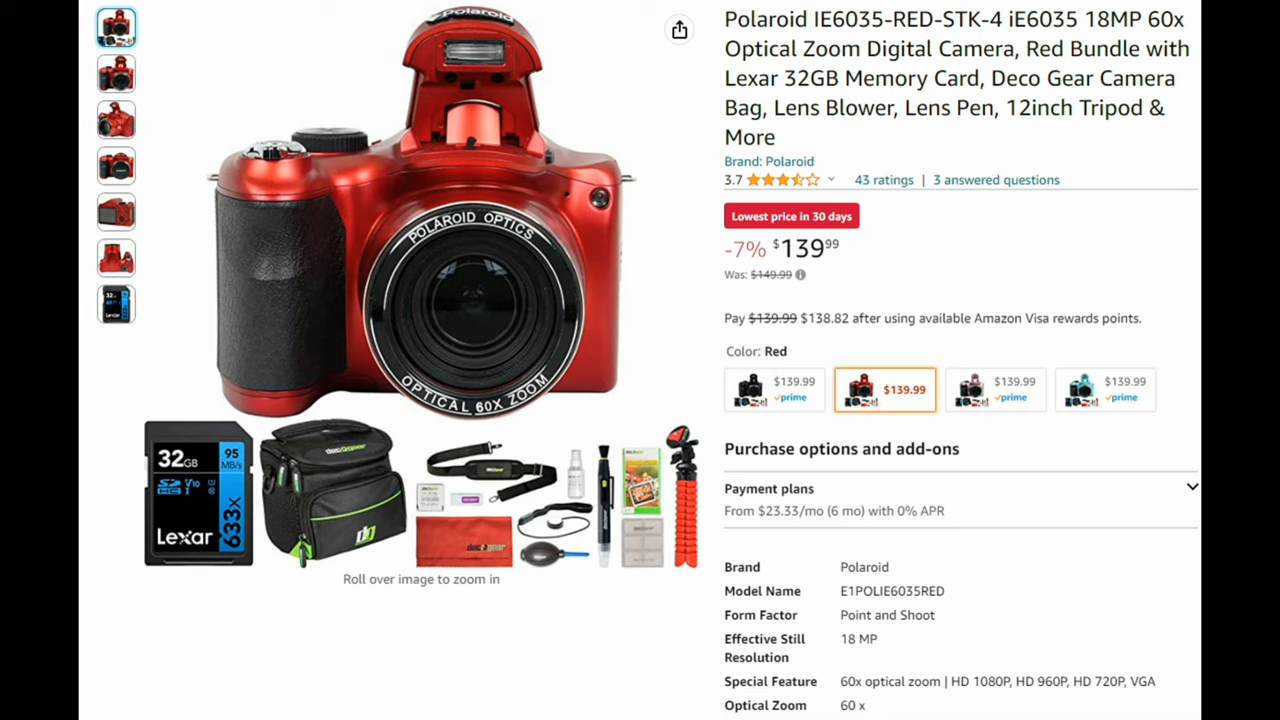 Polaroid IE6035-RED-STK-4 iE6035 18MP 60x
Optical Zoom Digital Camera, Red Bundle with
Lexar 32GB Memory Card, Deco Gear Camera
Bag, Lens Blower, Lens Pen, 12inch Tripod &
More
Brand: Polaroid
3.7
43 ratings | 3 answered questions
Lowest price in 30 days
-7% $139 99
Was: $149.99
Pay $139.99 $138.82 after using available Amazon Visa rewards points.
Color: Red
$139.99
prime
$139.99
$139.99
prime
$139.99
prime
Purchase options and add-ons
Payment plans
From $23.33/mo (6 mo) with 0% APR
Brand Polaroid
Model Name E1POLIE6035RED
Form Factor Point and Shoot
Effective Still 18 MP
Resolution
Special Feature 60x optical zoom | HD 1080P, HD 960P, HD 720P, VGA
Optical Zoom 60 x
Polaroid
POLAROID OPTICS
OPTICAL 60X ZOOM
32GB
95
MB/s
V10
633x
Lexar
dg
Roll over image to zoom in